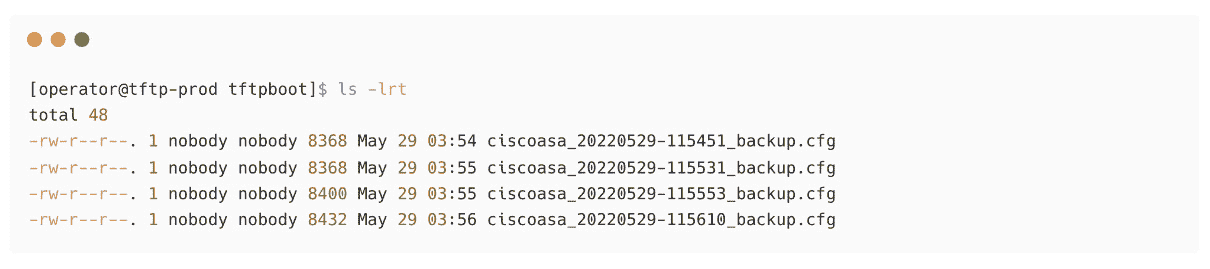 [operator@tftp-prod tftpboot]$ ls -lrt
total 48
-rw-r--r--. 1 nobody nobody 8368 May 29 03:54 ciscoasa_20220529-115451_backup.cfg
-rw-r--r--. 1 nobody nobody 8368 May 29 03:55 ciscoasa_20220529-115531_backup.cfg
-rw-r--r--. 1 nobody nobody 8400 May 29 03:55 ciscoasa_20220529-115553_backup.cfg
-rw-r--r--. 1 nobody nobody 8432 May 29 03:56 ciscoasa_20220529-115610_backup.cfg